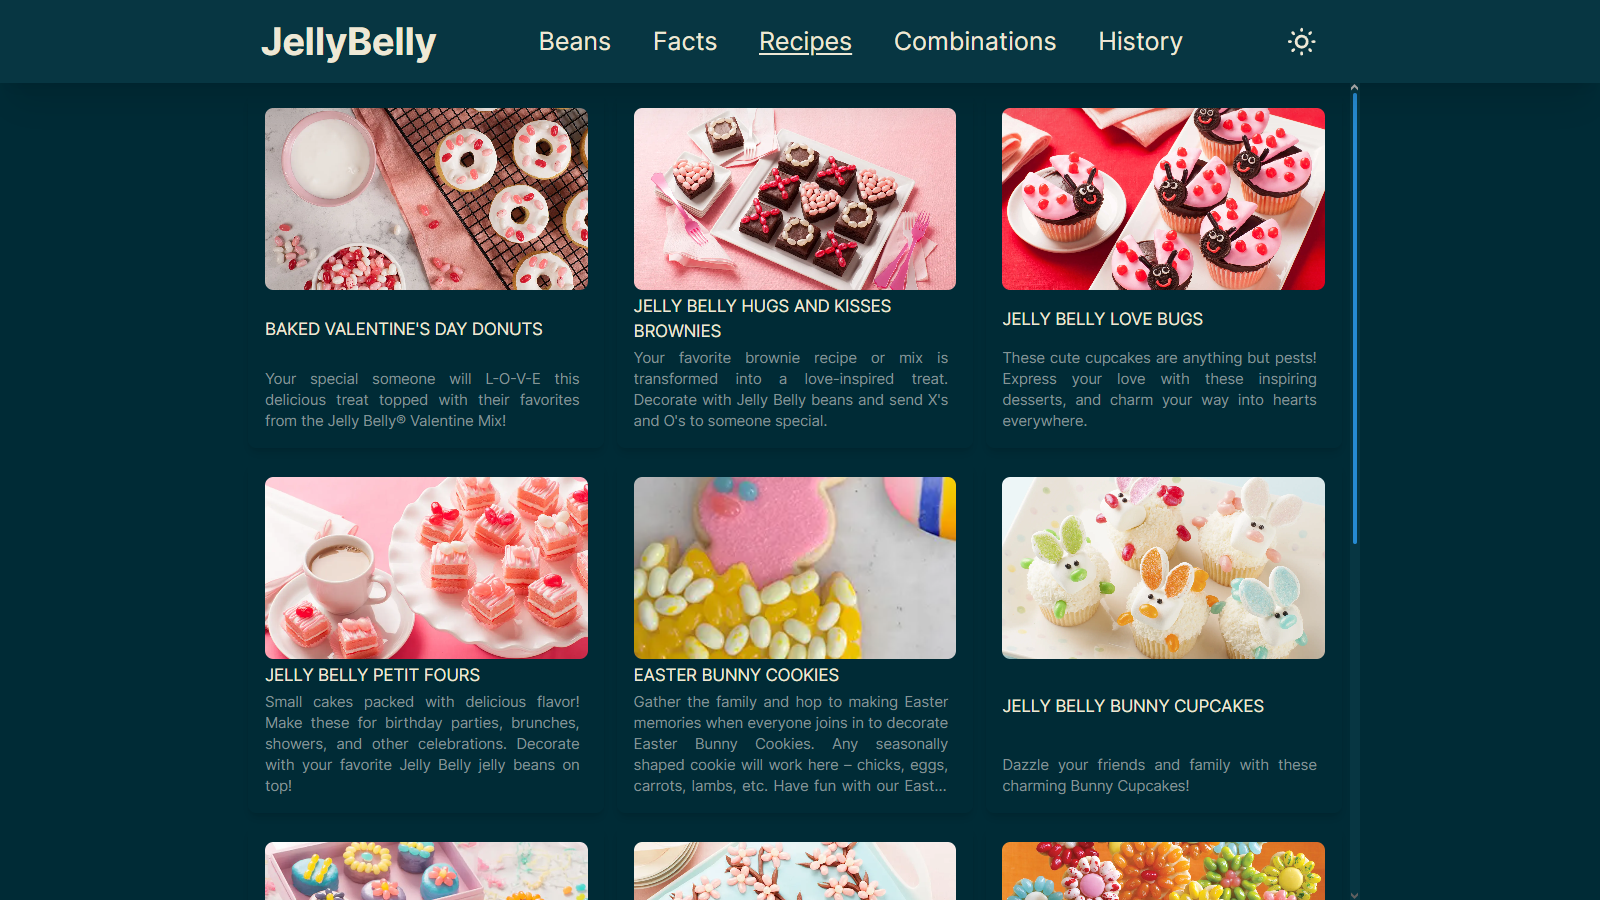 JellyBelly
Beans
Facts
Recipes
Combinations
History
BAKED VALENTINE'S DAY DONUTS
Your special someone will L-O-V-E this
delicious treat topped with their favorites
from the Jelly Belly® Valentine Mix!
JELLY BELLY HUGS AND KISSES
BROWNIES
Your favorite brownie recipe or mix is
transformed into a love-inspired treat.
Decorate with Jelly Belly beans and send X's
and O's to someone special.
JELLY BELLY LOVE BUGS
These cute cupcakes are anything but pests!
Express your love with these inspiring
desserts, and charm your way into hearts
everywhere.
JELLY BELLY PETIT FOURS
Small cakes packed with delicious flavor!
Make these for birthday parties, brunches,
showers, and other celebrations. Decorate
with your favorite Jelly Belly jelly beans on
top!
EASTER BUNNY COOKIES
Gather the family and hop to making Easter
memories when everyone joins in to decorate
Easter Bunny Cookies. Any seasonally
shaped cookie will work here – chicks, eggs,
carrots, lambs, etc. Have fun with our East...
JELLY BELLY BUNNY CUPCAKES
Dazzle your friends and family with these
charming Bunny Cupcakes!